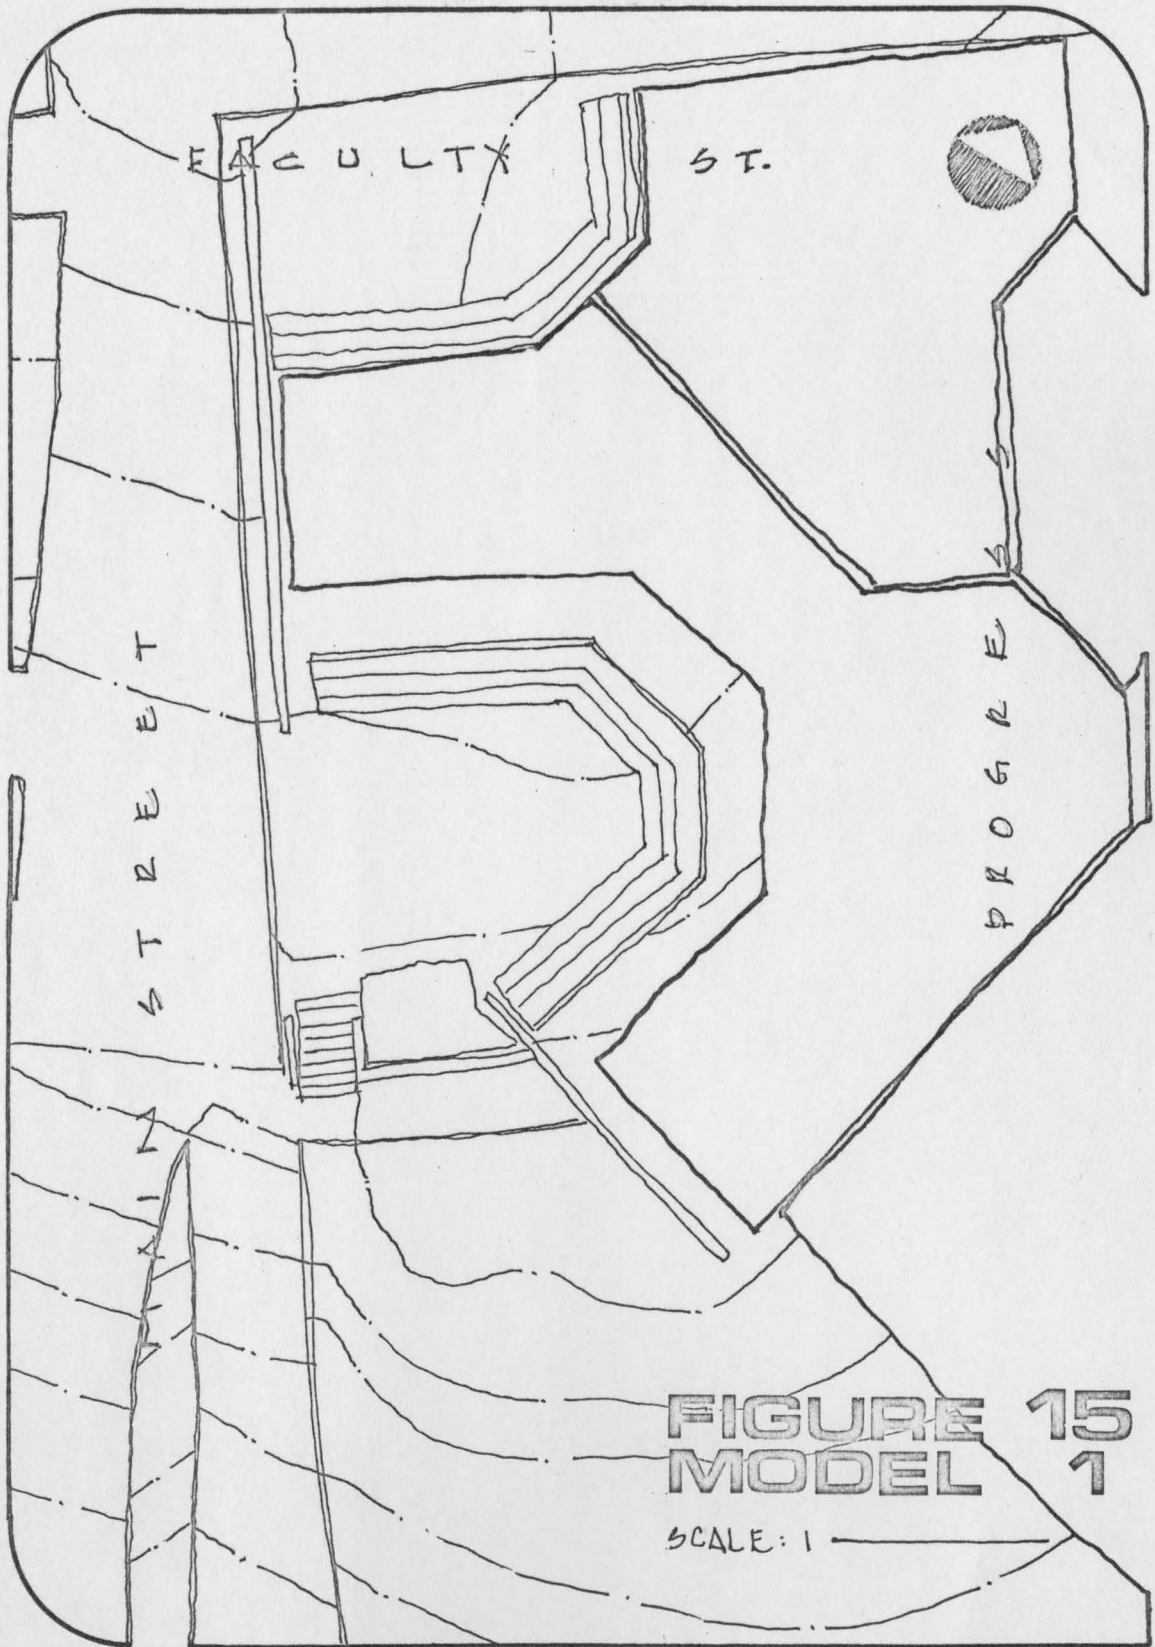 FACULTY ST.
MAIN STREET
PROGRESS
FIGURE 15
MODEL 1
SCALE: 1